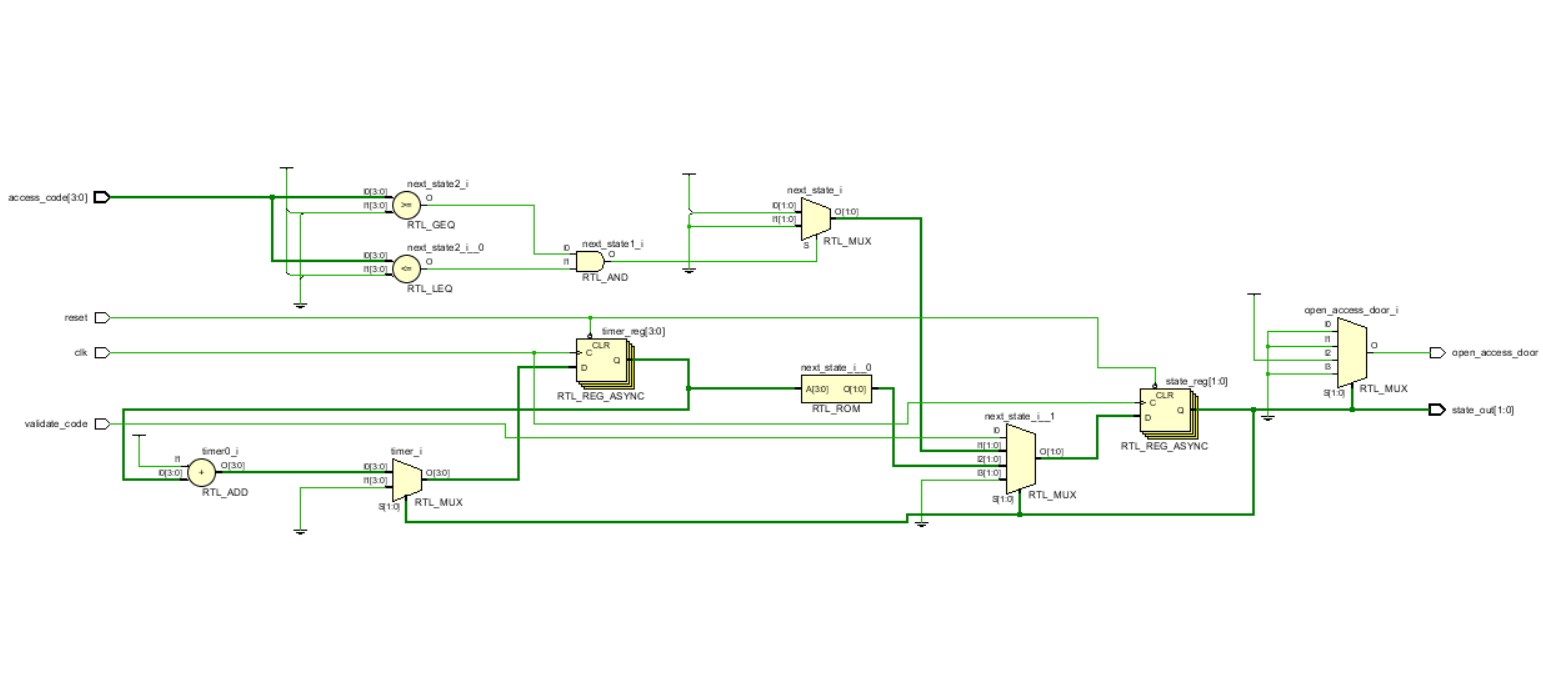 access_code[3:0]
I0[3:0]
I1[3:0]
next_state2_i
O
>=
RTL_GEQ
I0[3:0]
I1[3:0]
next_state2_i__0
O
<=
RTL_LEQ
I0
I1
next_state1_i
O
RTL_AND
next_state_i
I0[1:0]
I1[1:0]
O[1:0]
S
RTL_MUX
reset
clk
timer_reg[3:0]
CLR
C
D
Q
RTL_REG_ASYNC
next_state_i__0
A[3:0] O[1:0]
RTL_ROM
validate_code
timer0_i
I1
I0[3:0]
+
O[3:0]
RTL_ADD
timer_i
I0[3:0]
I1[3:0]
O[3:0]
S[1:0]
RTL_MUX
next_state_i__1
I0
I1[1:0]
I2[1:0]
I3[1:0]
O[1:0]
S[1:0]
RTL_MUX
state_reg[1:0]
CLR
C
D
Q
RTL_REG_ASYNC
open_access_door_i
I0
I1
I2
I3
O
S[1:0]
RTL_MUX
open_access_door
state_out[1:0]